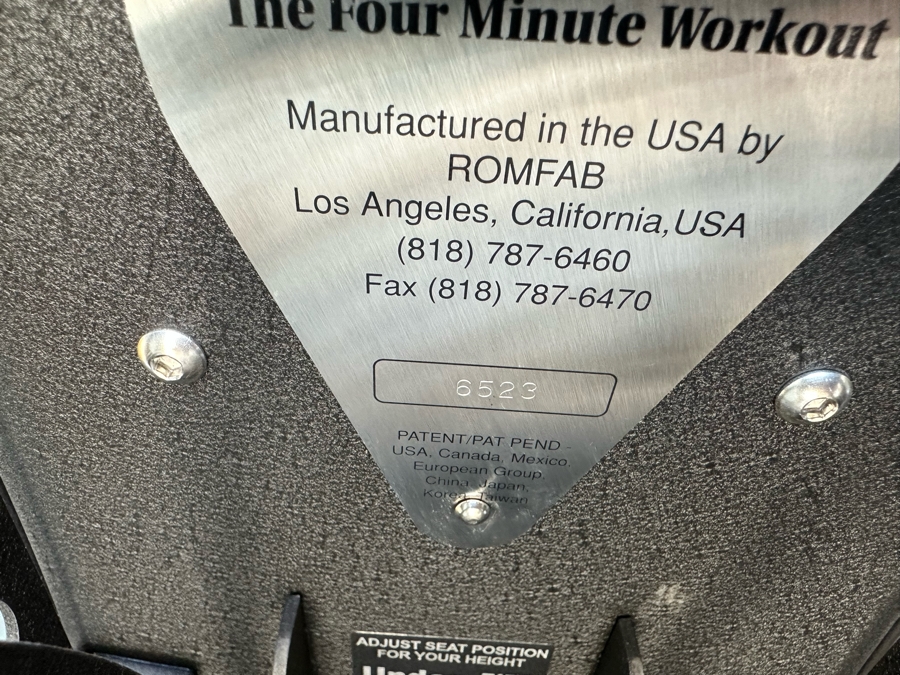 The Four Minute Workout
Manufactured in the USA by
ROMFAB
Los Angeles, California, USA
(818) 787-6460
Fax (818) 787-6470
6523
PATENT/PAT PEND -
USA, Canada, Mexico,
European Group,
China, Japan,
Korea, Taiwan
ADJUST SEAT POSITION
FOR YOUR HEIGHT